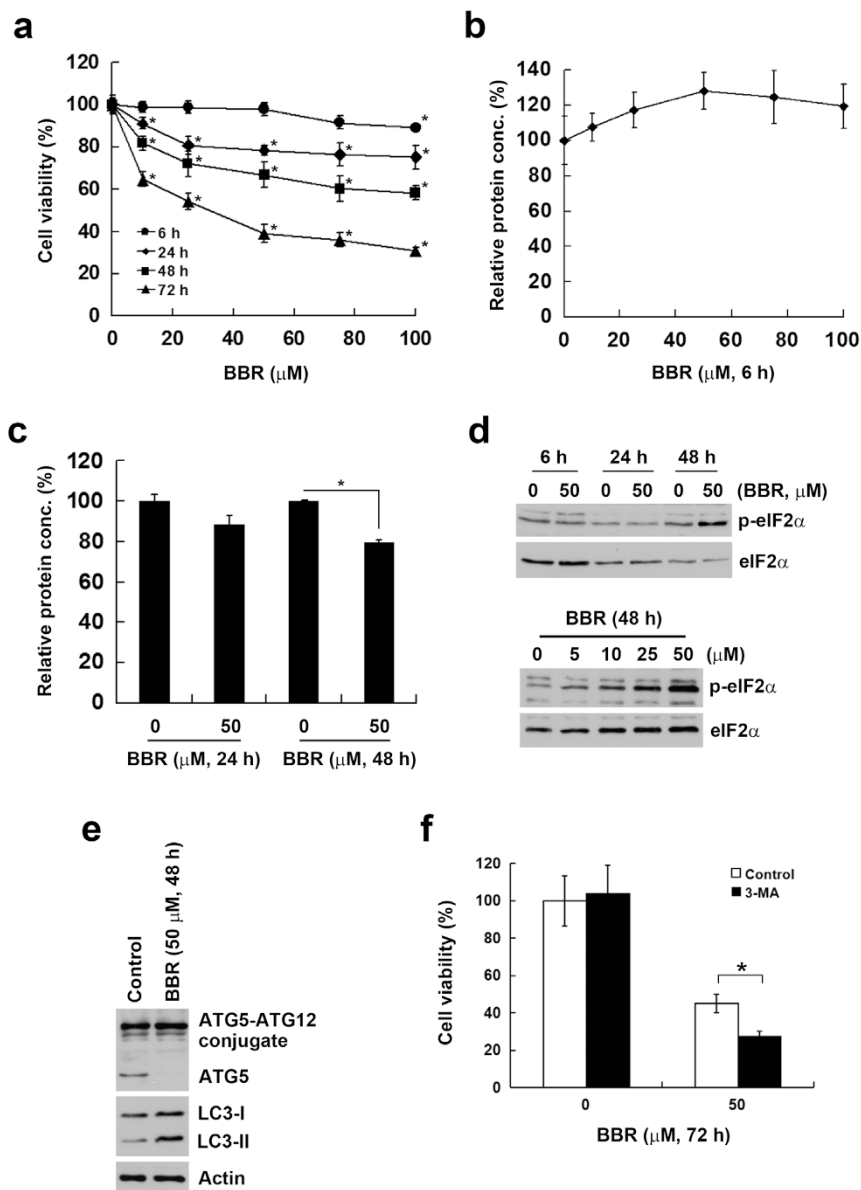 a
Cell viability (%)
120
100
80
60
40
20
0
6 h
24 h
48 h
72 h
* * * * * * * * * * * * * * * *
0 20 40 60 80 100
BBR (μM)
b
Relative protein conc. (%)
140
120
100
80
60
40
20
0
0 20 40 60 80 100
BBR (μM, 6 h)
c
Relative protein conc. (%)
120
100
80
60
40
20
0
*
0 50 0 50
BBR (μM, 24 h) BBR (μM, 48 h)
d
6 h 24 h 48 h
0 50 0 50 0 50 (BBR, μM)
p-eIF2α
eIF2α
BBR (48 h)
0 5 10 25 50 (μM)
p-eIF2α
eIF2α
e
Control
BBR (50 μM, 48 h)
ATG5-ATG12
conjugate
ATG5
LC3-I
LC3-II
Actin
f
Cell viability (%)
120
100
80
60
40
20
0
Control
3-MA
*
0 50
BBR (μM, 72 h)